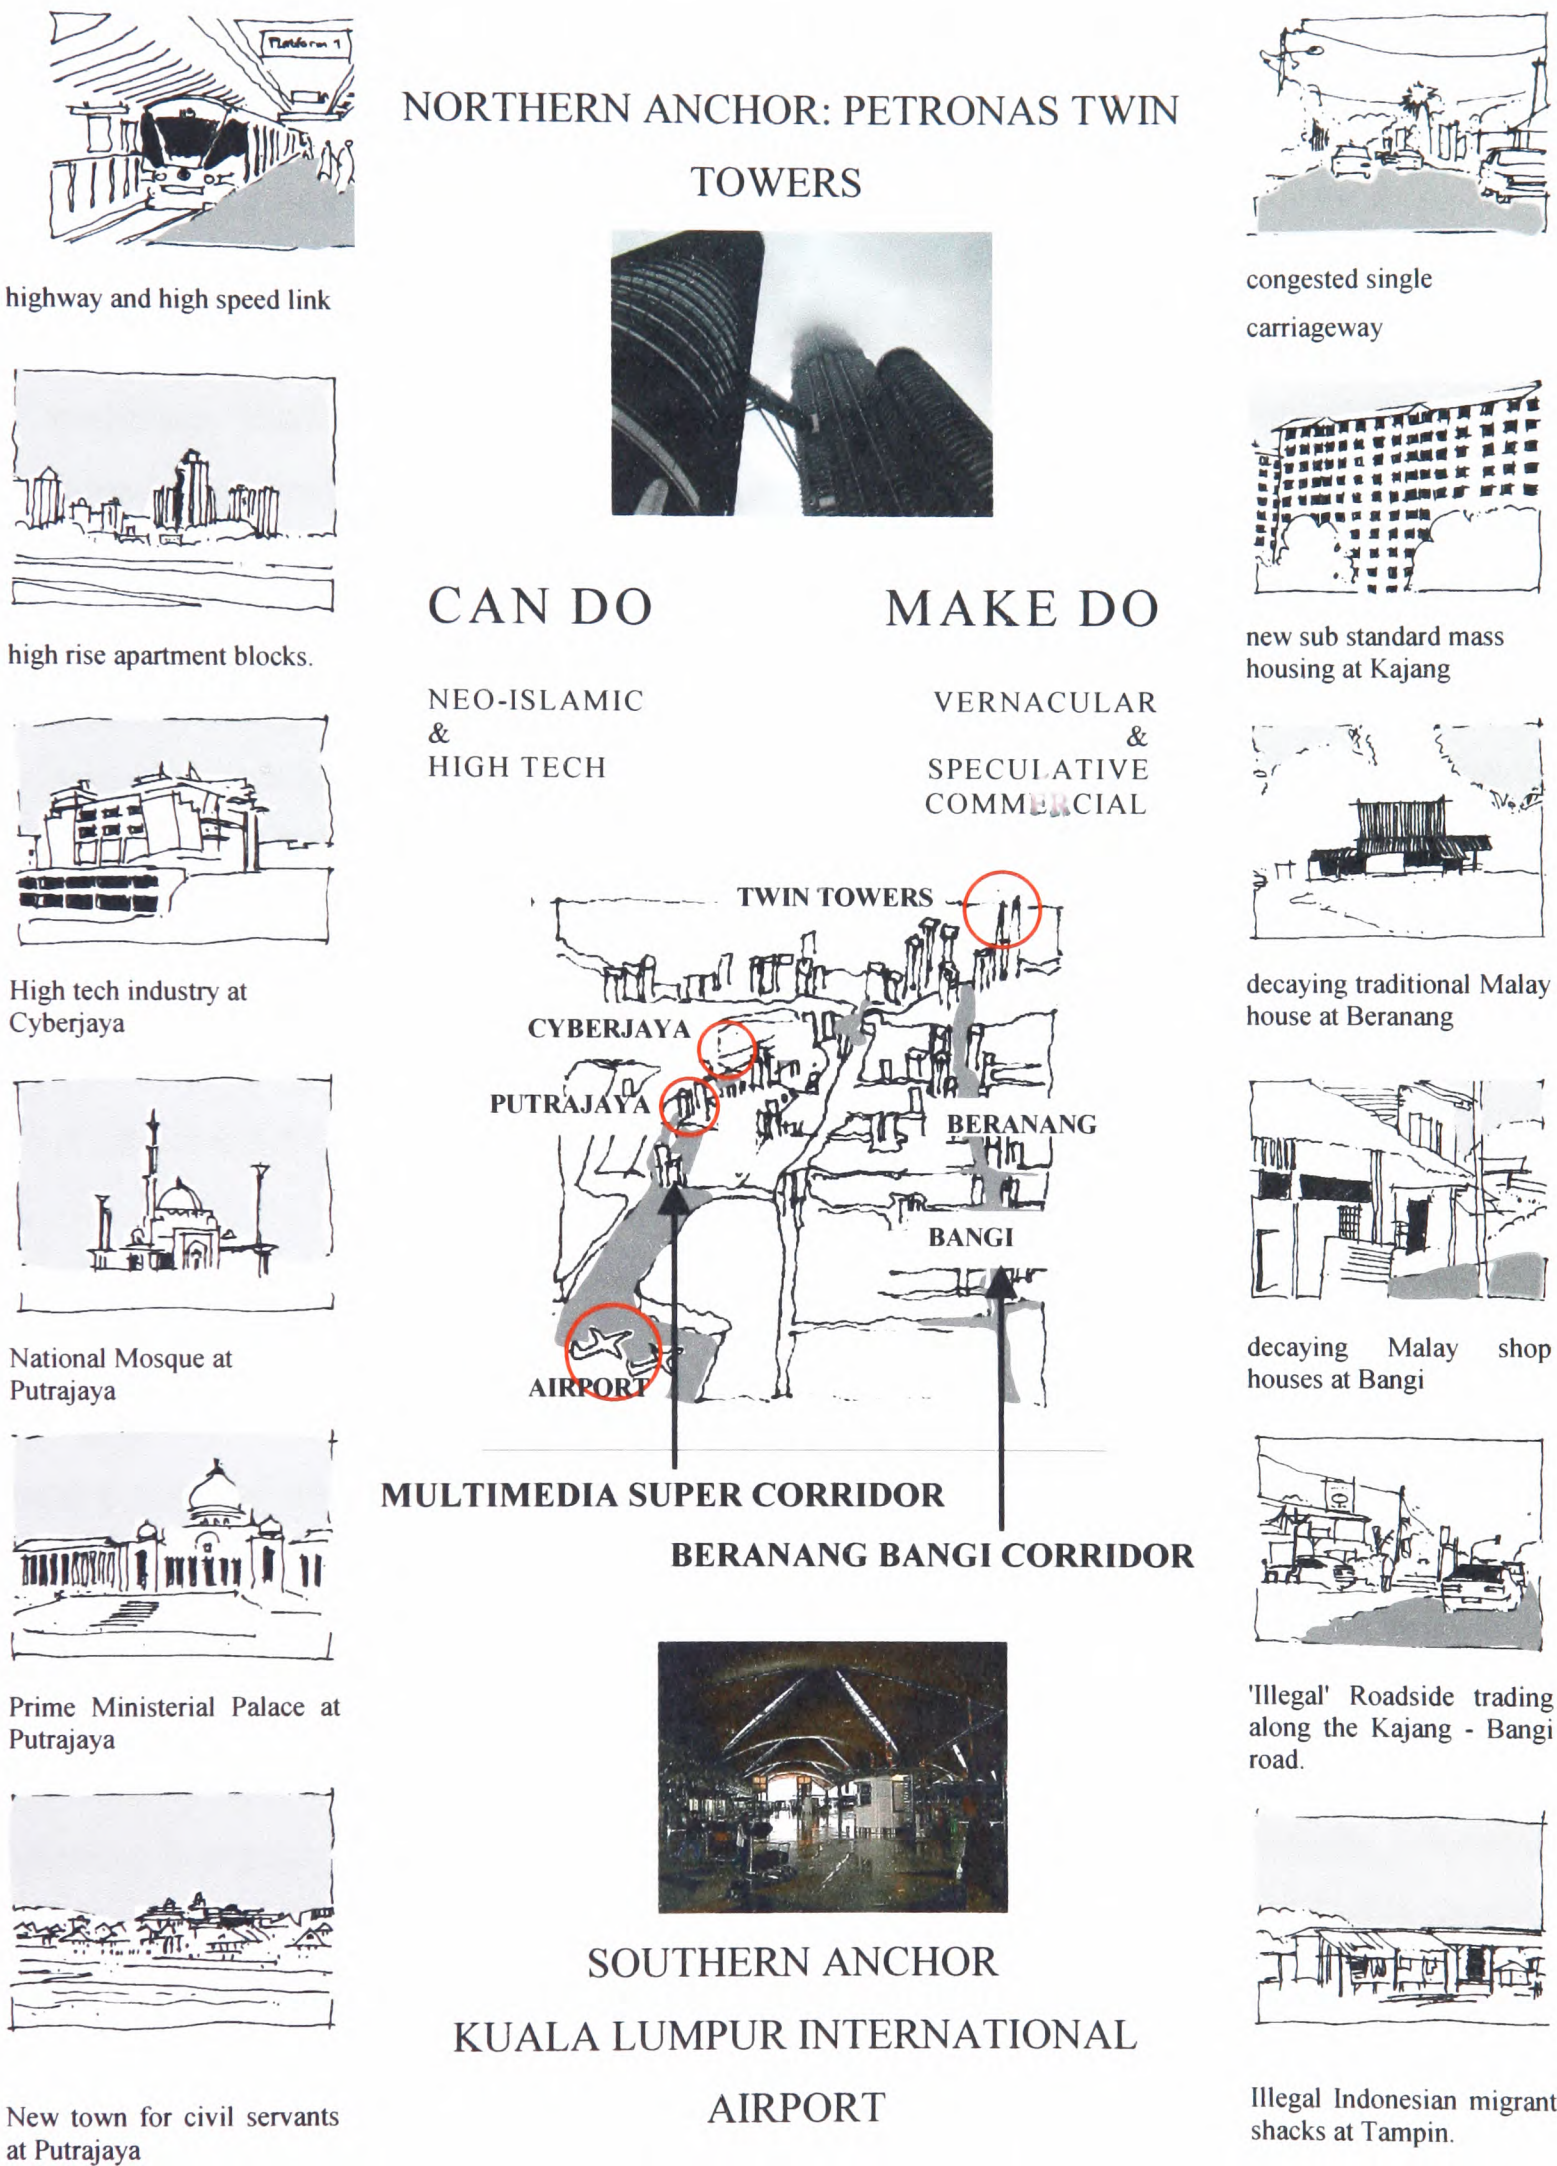 Platform 1
highway and high speed link
high rise apartment blocks.
High tech industry at
Cyberjaya
National Mosque at
Putrajaya
Prime Ministerial Palace at
Putrajaya
New town for civil servants
at Putrajaya
NORTHERN ANCHOR: PETRONAS TWIN
TOWERS
CAN DO
MAKE DO
NEO-ISLAMIC
&
HIGH TECH
VERNACULAR
&
SPECULATIVE
COMMERCIAL
TWIN TOWERS
CYBERJAYA
PUTRAJAYA
BERANANG
BANGI
AIRPORT
MULTIMEDIA SUPER CORRIDOR
BERANANG BANGI CORRIDOR
SOUTHERN ANCHOR
KUALA LUMPUR INTERNATIONAL
AIRPORT
congested single
carriageway
new sub standard mass
housing at Kajang
decaying traditional Malay
house at Beranang
decaying Malay shop
houses at Bangi
'Illegal' Roadside trading
along the Kajang - Bangi
road.
Illegal Indonesian migrant
shacks at Tampin.